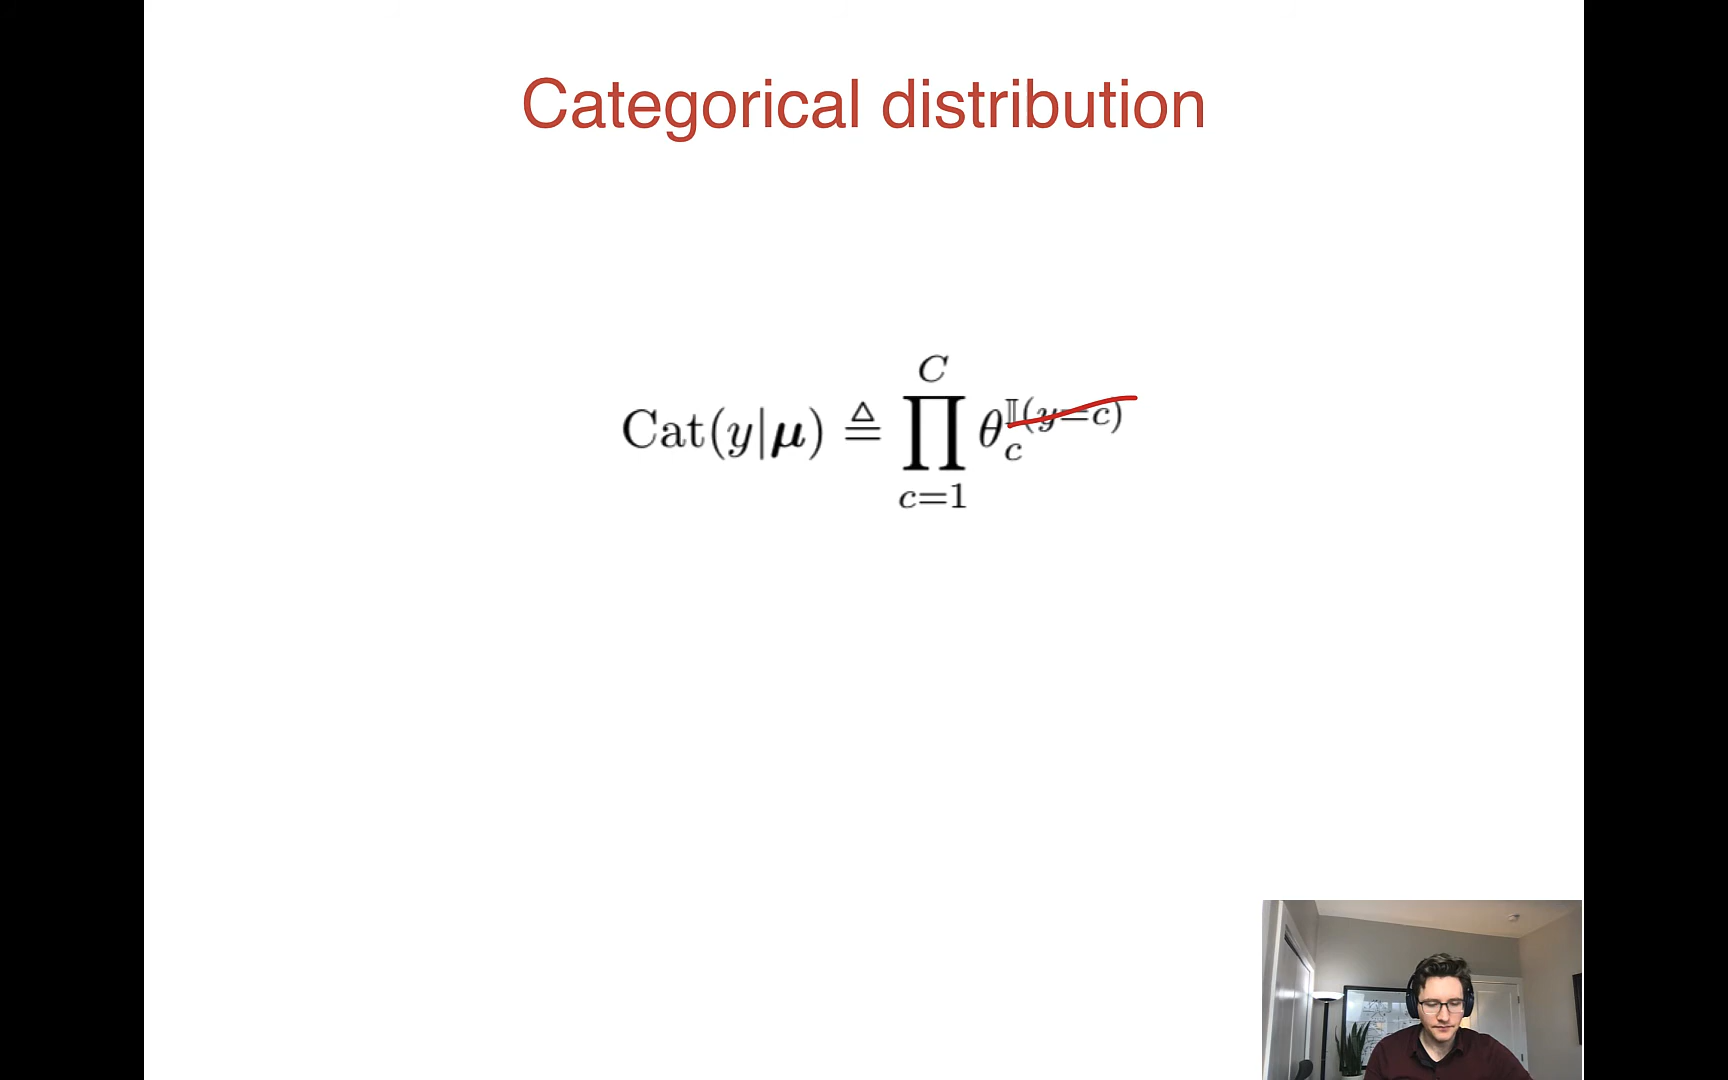 Categorical distribution
Cat(y|μ) ≜ ∏_{c=1}^{C} θ_c^{𝕀(y=c)}